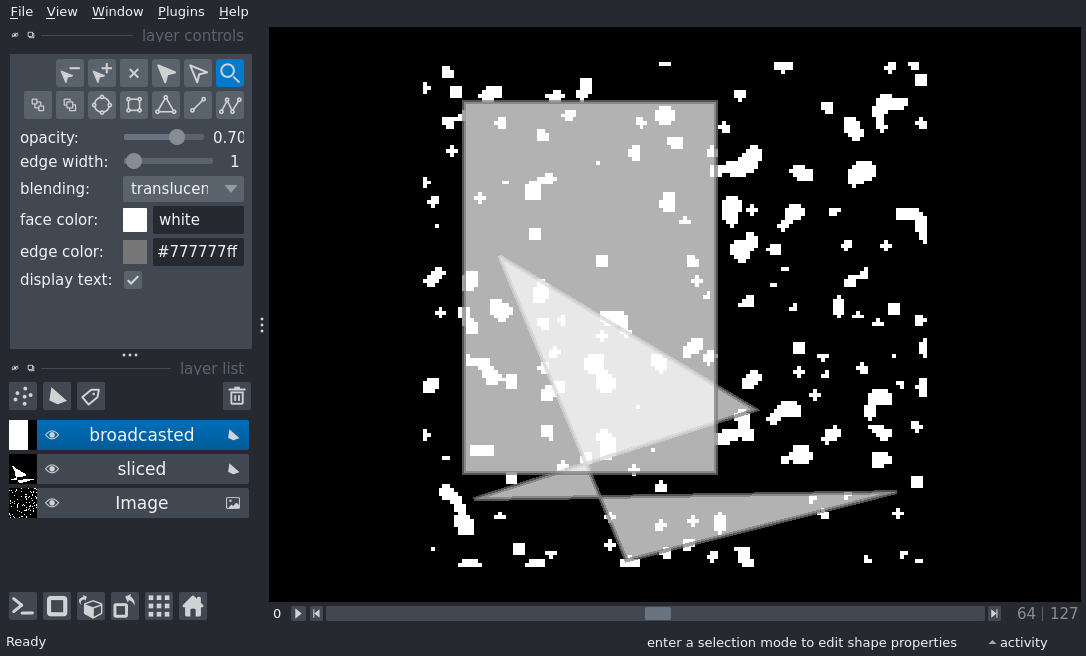 File View Window Plugins Help
layer controls
opacity: 0.70
edge width: 1
blending: translucen
face color: white
edge color: #777777ff
display text:
layer list
broadcasted
sliced
Image
0 64 | 127
Ready enter a selection mode to edit shape properties activity